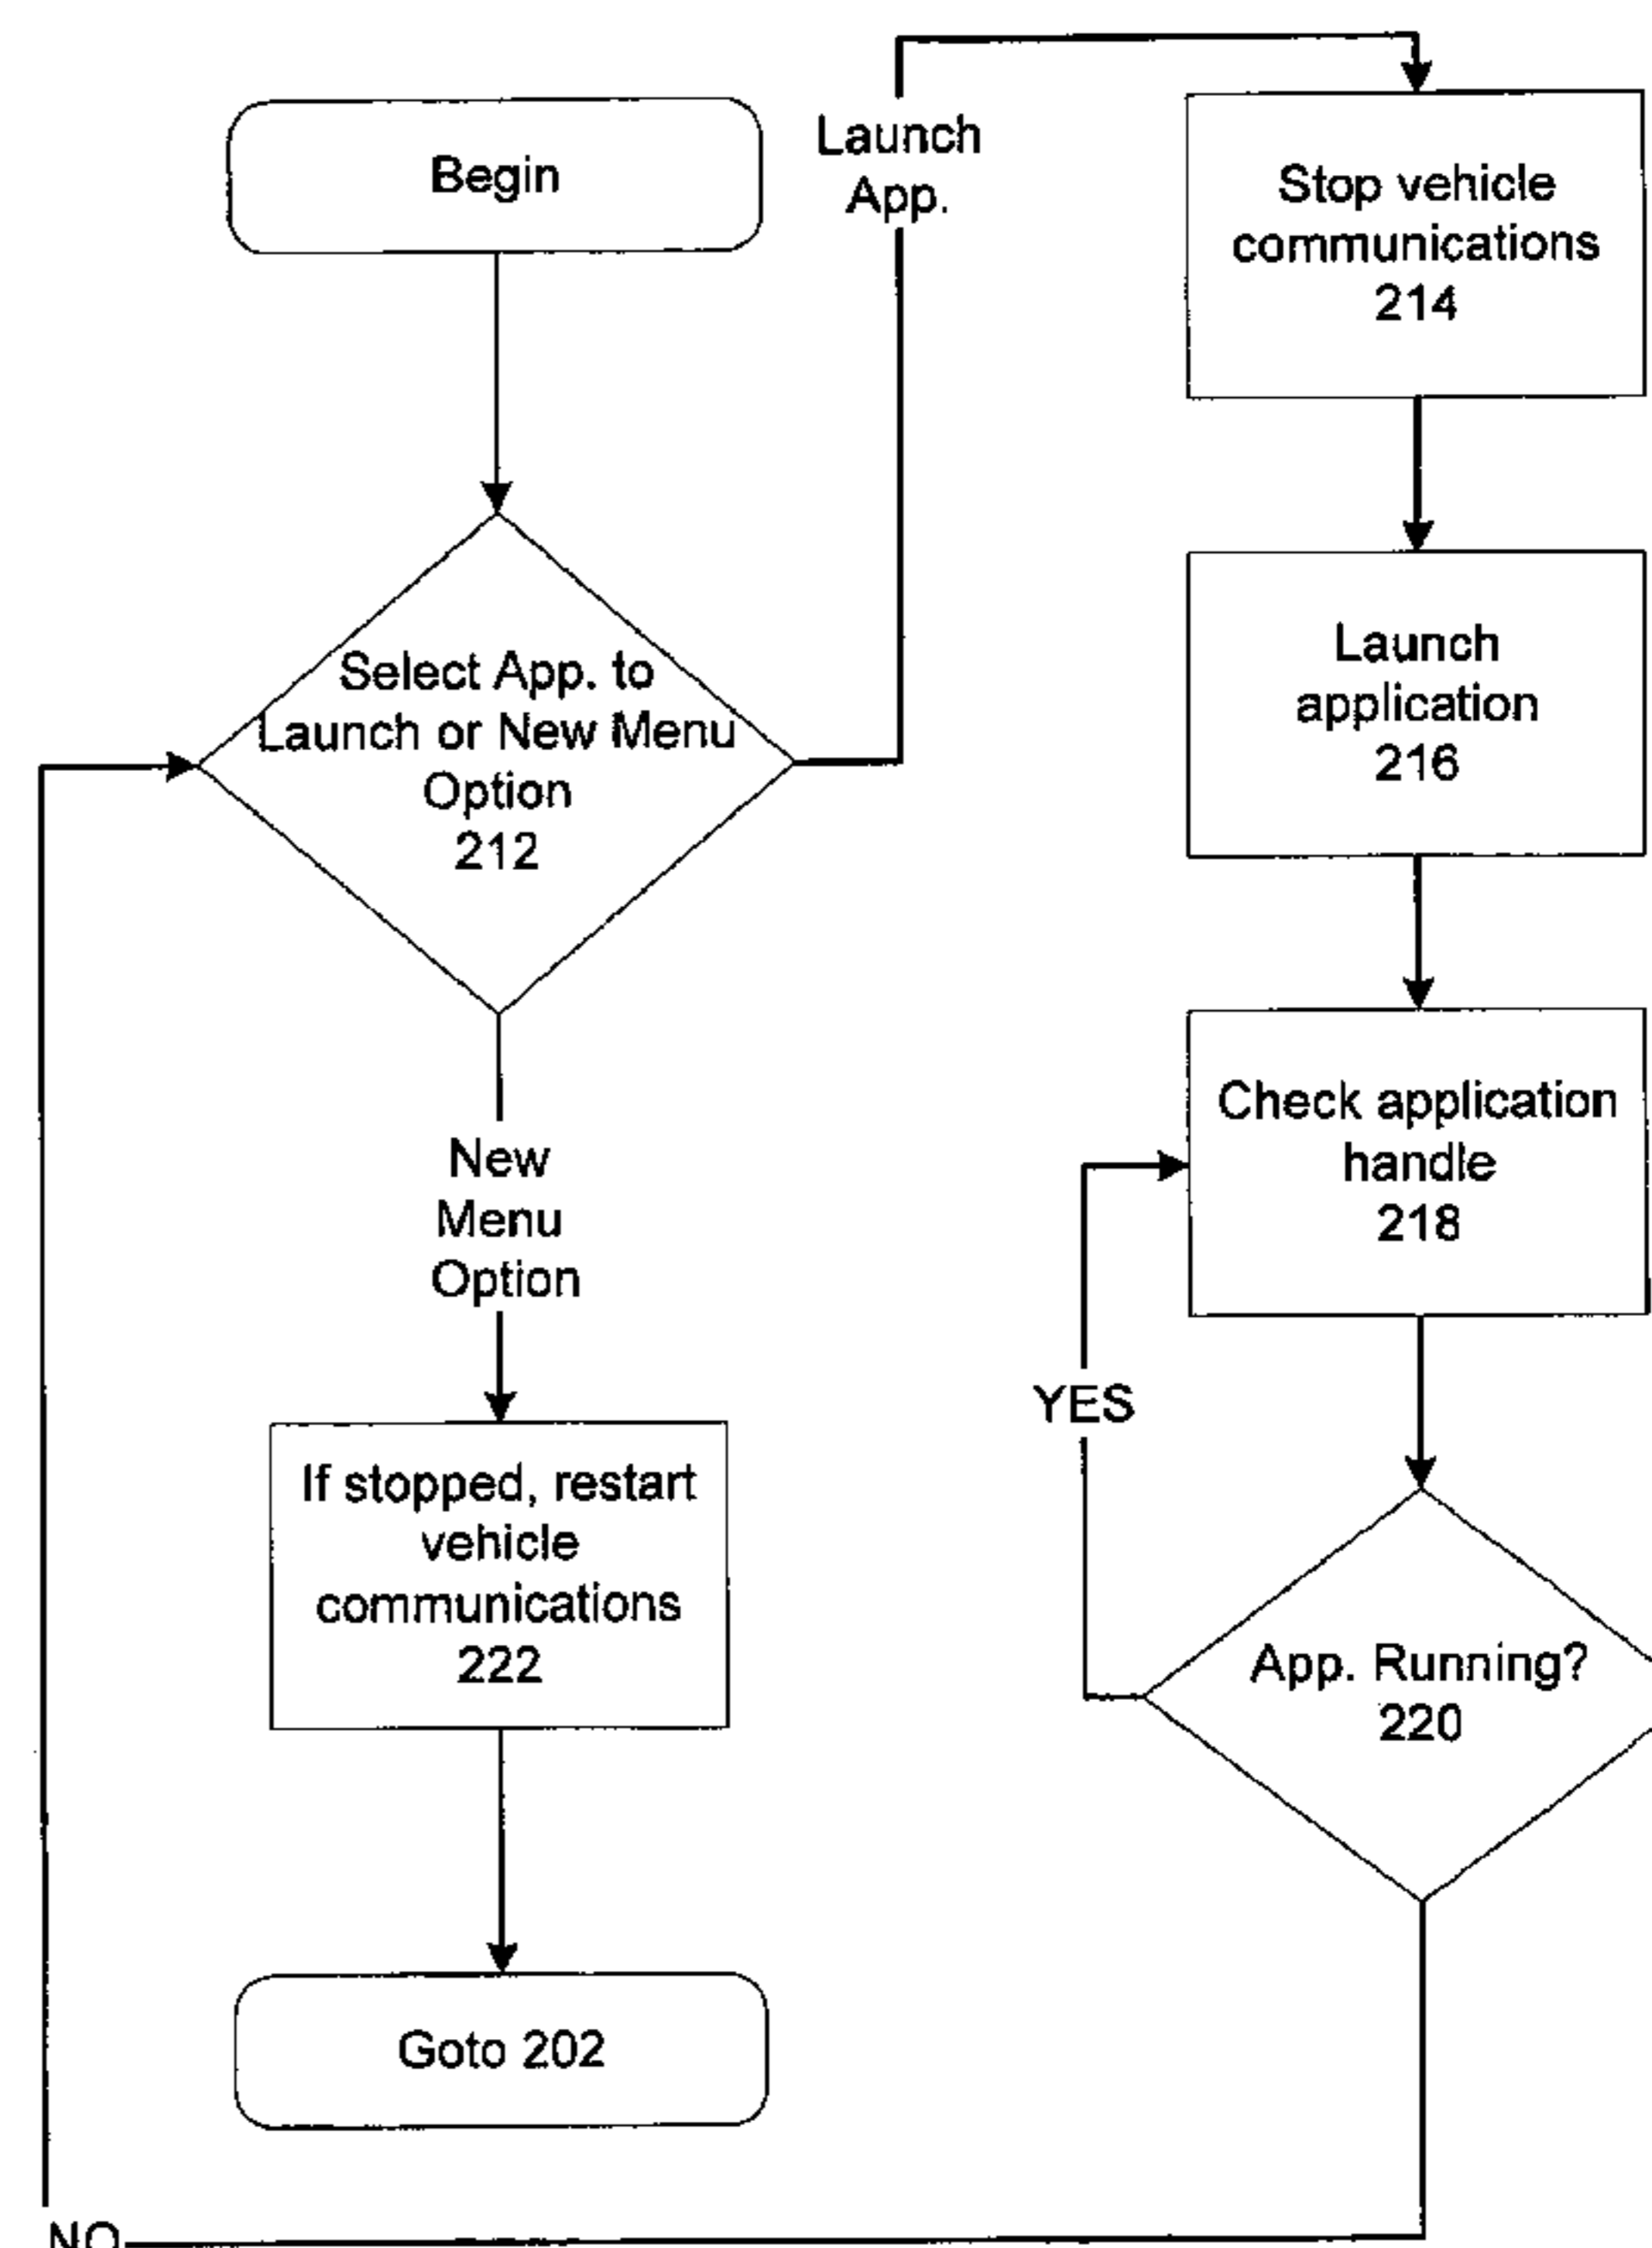 Begin
Launch
App.
Stop vehicle
communications
214
Select App. to
Launch or New Menu
Option
212
Launch
application
216
New
Menu
Option
Check application
handle
218
YES
If stopped, restart
vehicle
communications
222
App. Running?
220
Goto 202
NO